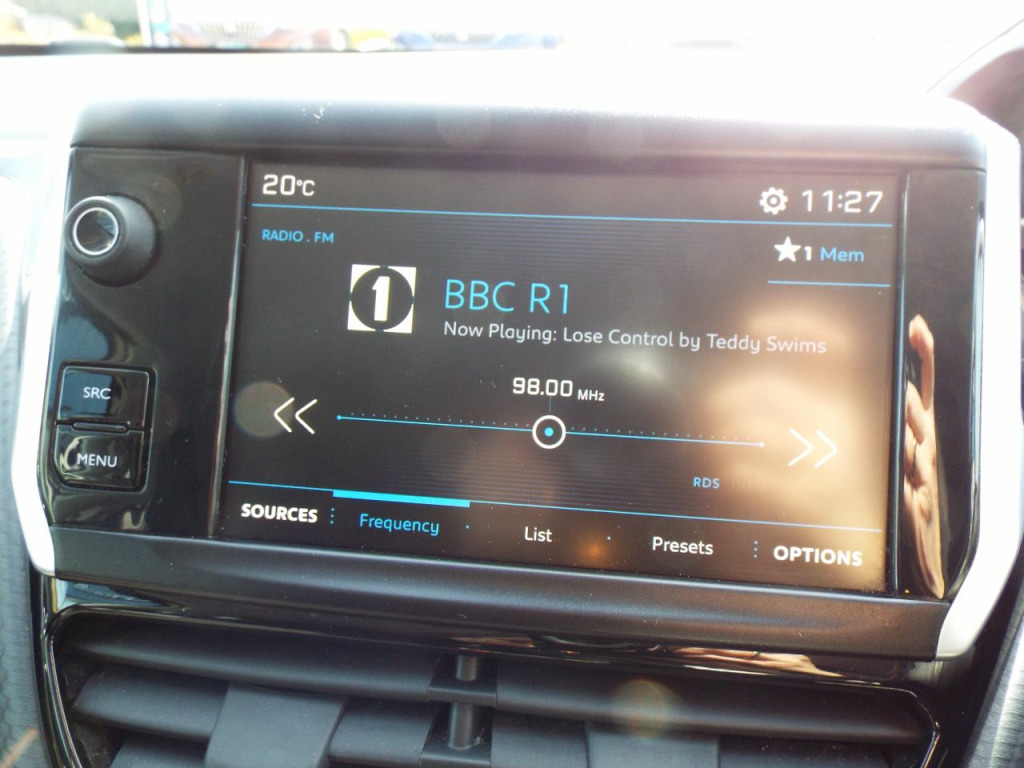 20°C
11:27
RADIO . FM
1 Mem
1
BBC R1
Now Playing: Lose Control by Teddy Swims
98.00 MHz
SRC
MENU
RDS
SOURCES
Frequency
List
Presets
OPTIONS